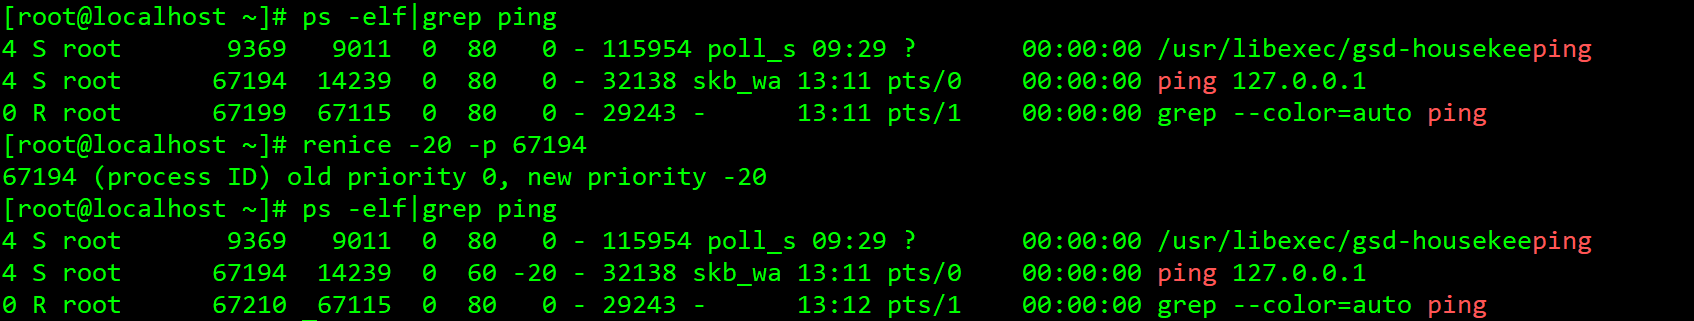 [root@localhost ~]# ps -elf|grep ping
4 S root       9369   9011  0  80   0 - 115954 poll_s 09:29 ?       00:00:00 /usr/libexec/gsd-housekeeping
4 S root      67194  14239  0  80   0 - 32138 skb_wa 13:11 pts/0    00:00:00 ping 127.0.0.1
0 R root      67199  67115  0  80   0 - 29243 -      13:11 pts/1    00:00:00 grep --color=auto ping
[root@localhost ~]# renice -20 -p 67194
67194 (process ID) old priority 0, new priority -20
[root@localhost ~]# ps -elf|grep ping
4 S root       9369   9011  0  80   0 - 115954 poll_s 09:29 ?       00:00:00 /usr/libexec/gsd-housekeeping
4 S root      67194  14239  0  60 -20 - 32138 skb_wa 13:11 pts/0    00:00:00 ping 127.0.0.1
0 R root      67210  67115  0  80   0 - 29243 -      13:12 pts/1    00:00:00 grep --color=auto ping